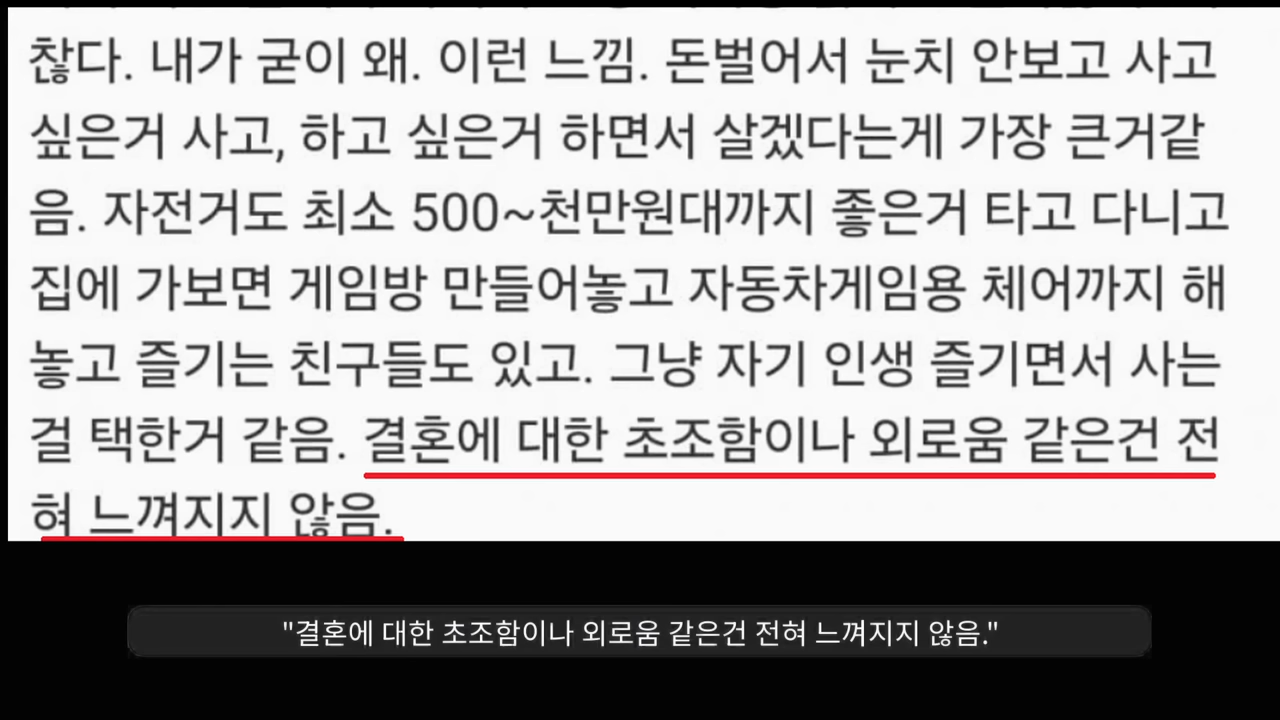 찮다. 내가 굳이 왜. 이런 느낌. 돈벌어서 눈치 안보고 사고
싶은거 사고, 하고 싶은거 하면서 살겠다는게 가장 큰거같
음. 자전거도 최소 500~천만원대까지 좋은거 타고 다니고
집에 가보면 게임방 만들어놓고 자동차게임용 체어까지 해
놓고 즐기는 친구들도 있고. 그냥 자기 인생 즐기면서 사는
걸 택한거 같음. 결혼에 대한 초조함이나 외로움 같은건 전
혀 느껴지지 않음.
"결혼에 대한 초조함이나 외로움 같은건 전혀 느껴지지 않음."